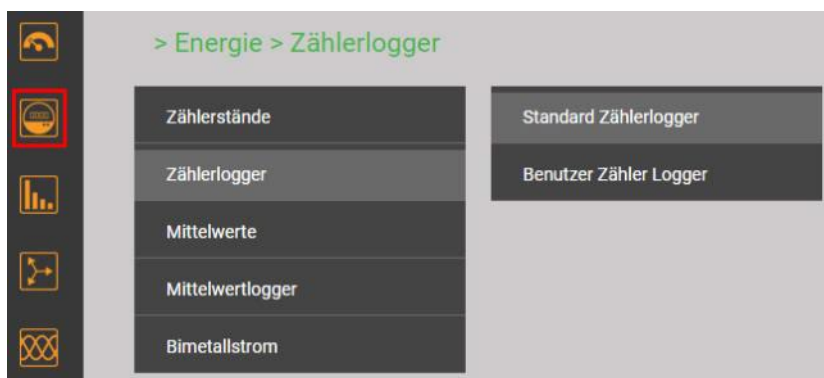 > Energie > Zählerlogger
Zählerstände
Zählerlogger
Mittelwerte
Mittelwertlogger
Bimetallstrom
Standard Zählerlogger
Benutzer Zähler Logger